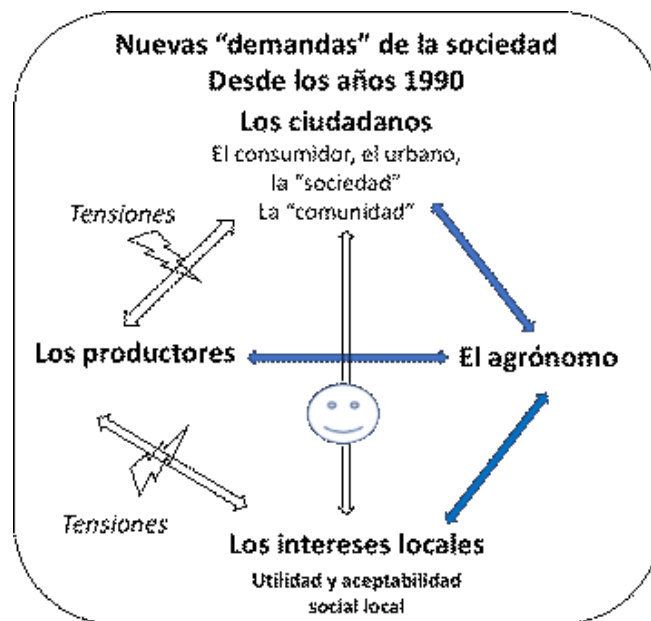 Nuevas “demandas” de la sociedad
Desde los años 1990
Los ciudadanos
El consumidor, el urbano,
la “sociedad”
La “comunidad”
Tensiones
Los productores
El agrónomo
Tensiones
Los intereses locales
Utilidad y aceptabilidad
social local